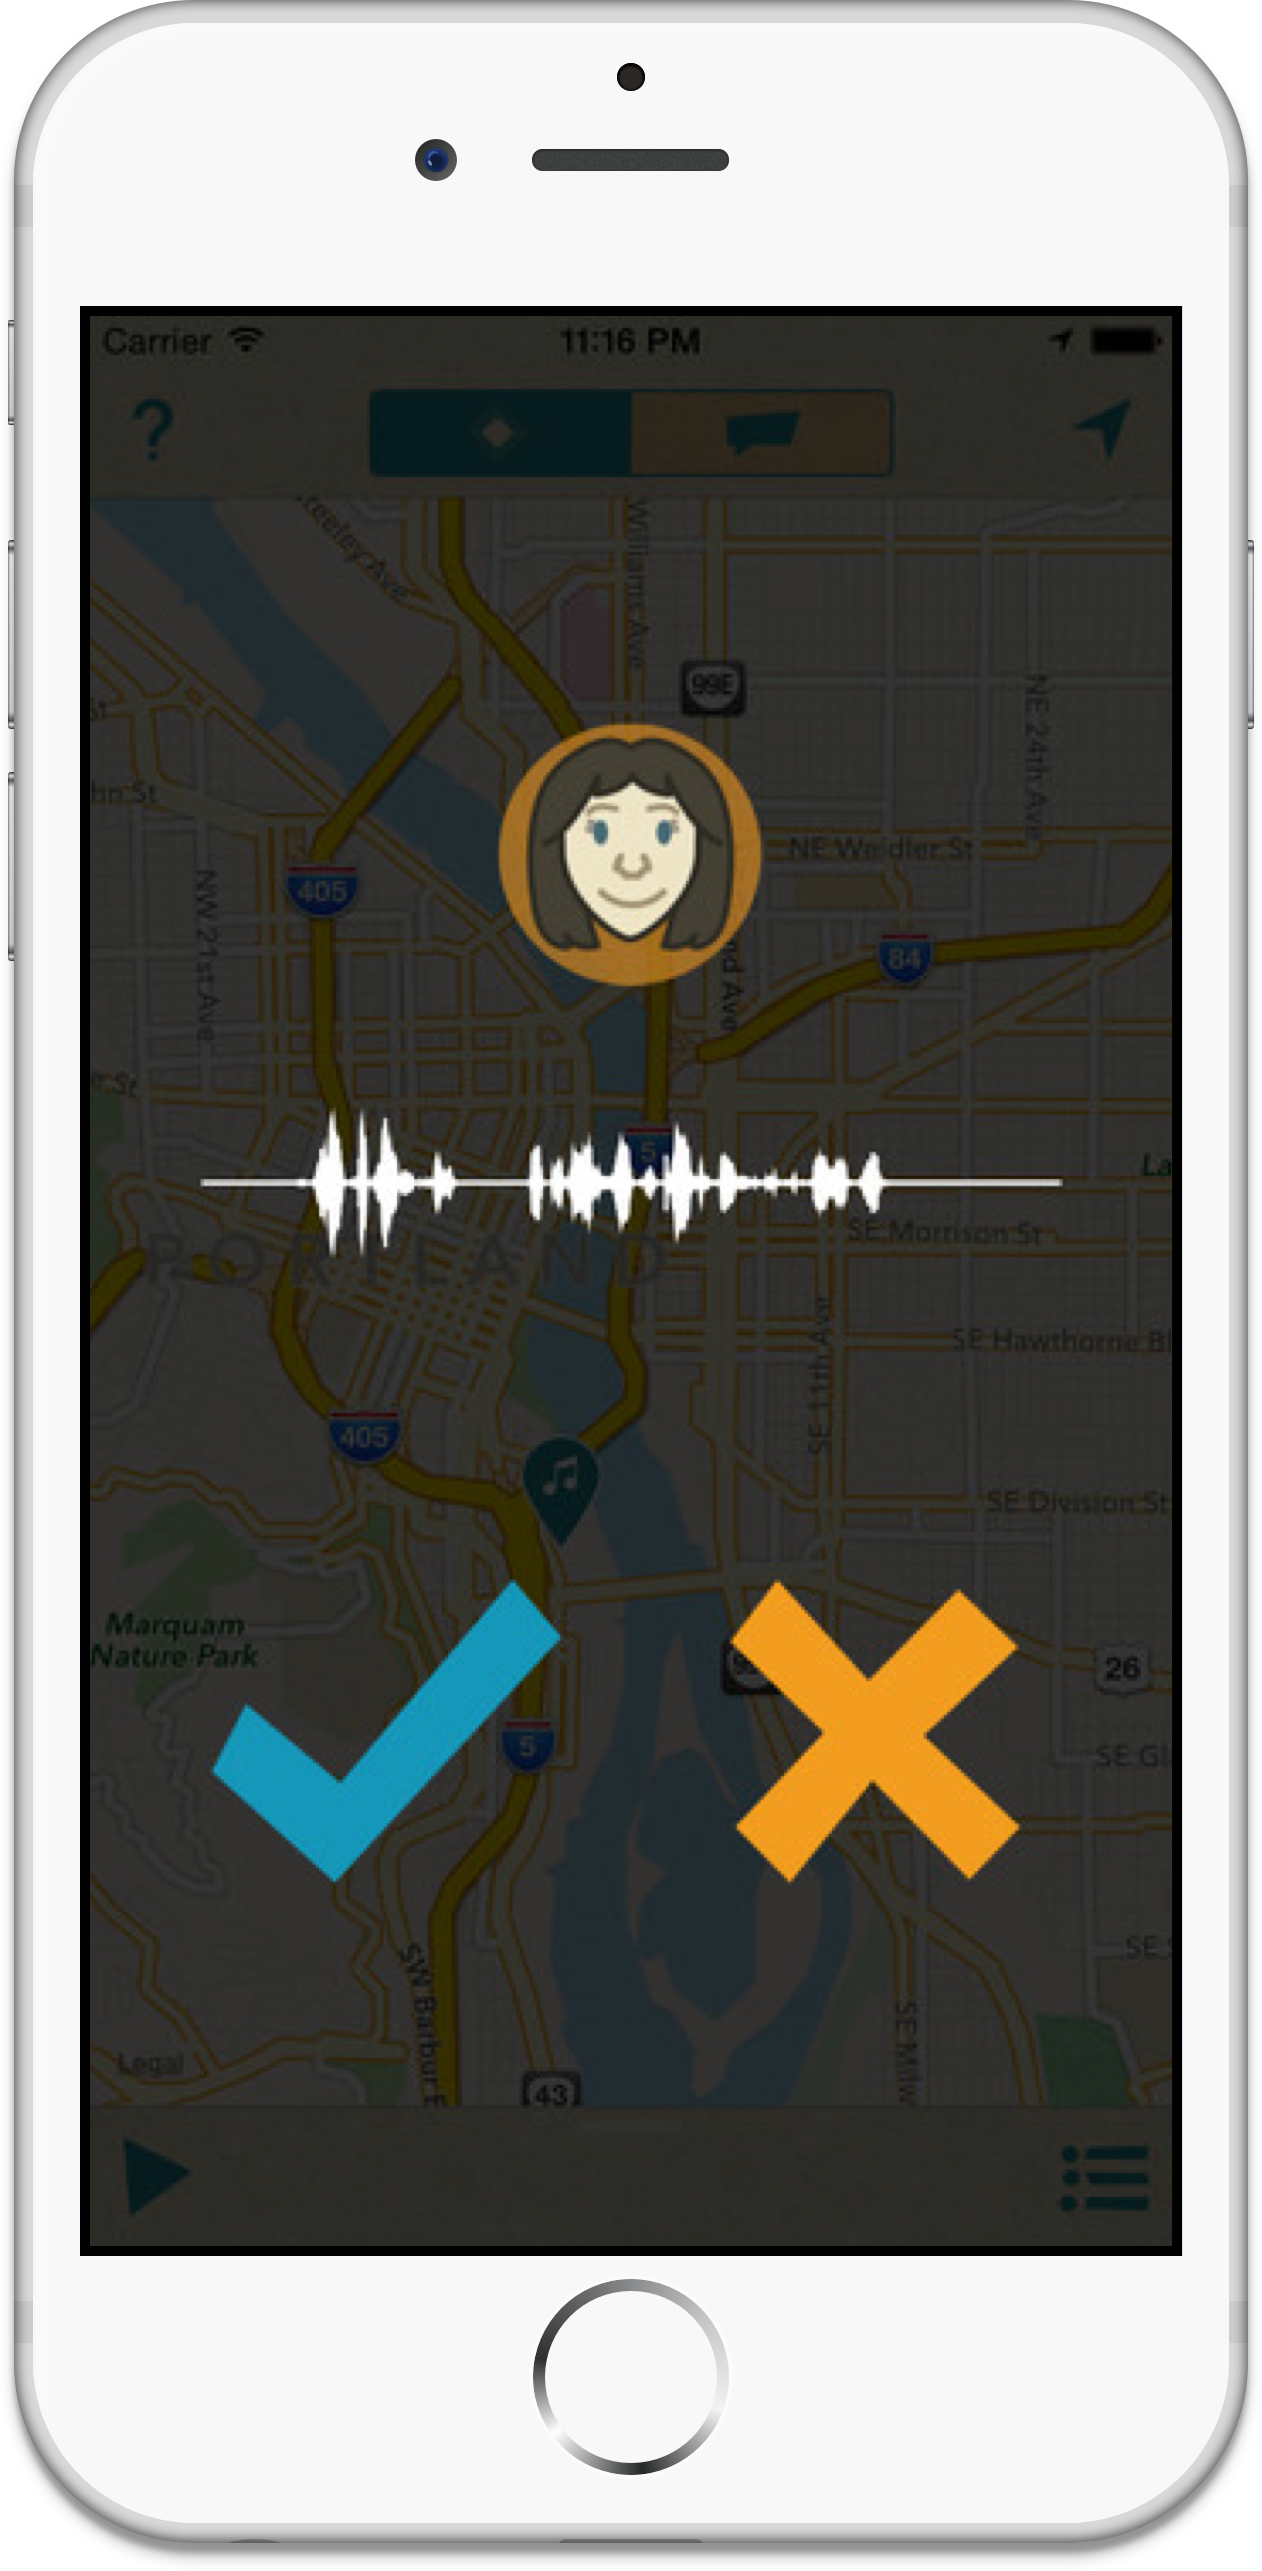 Carrier
11:16 PM
?
Greeley Ave
Williams Ave
99E
NE 24th Ave
St
hn St
NE Weidler St
405
NW 21st Ave
84
nd Ave
St
5
La
SE Morrison St
PORTLAND
SE 11th Ave
SE Hawthorne Bl
405
SE Division St
Marquam
Nature Park
26
5
SE Gl
SE
SW Barbur B
SE Milw
Legal
43